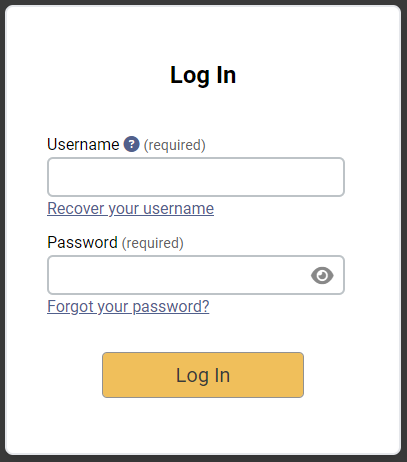 Log In
Username ? (required)
Recover your username
Password (required)
Forgot your password?
Log In